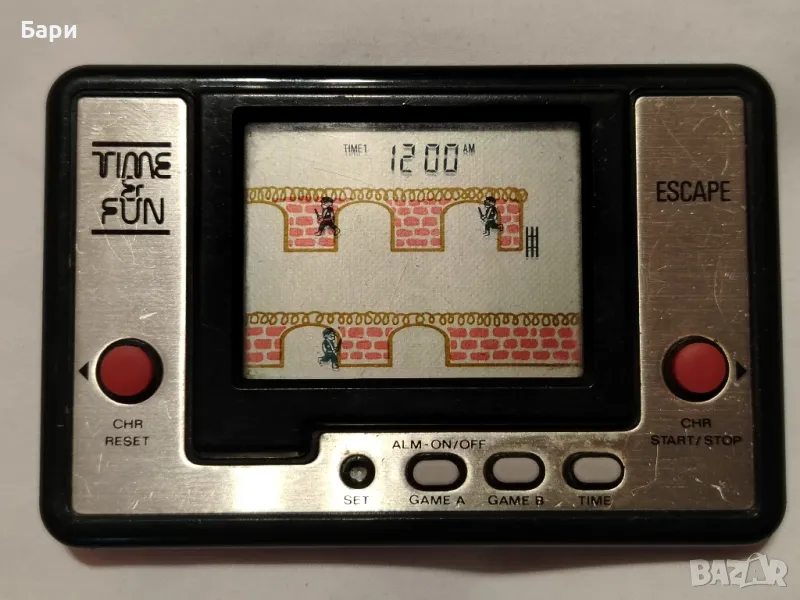 Бари
TIME & FUN
TIME1 12:00 AM
ESCAPE
CHR RESET
CHR START/STOP
ALM-ON/OFF
SET GAME A GAME B TIME
BAZAR